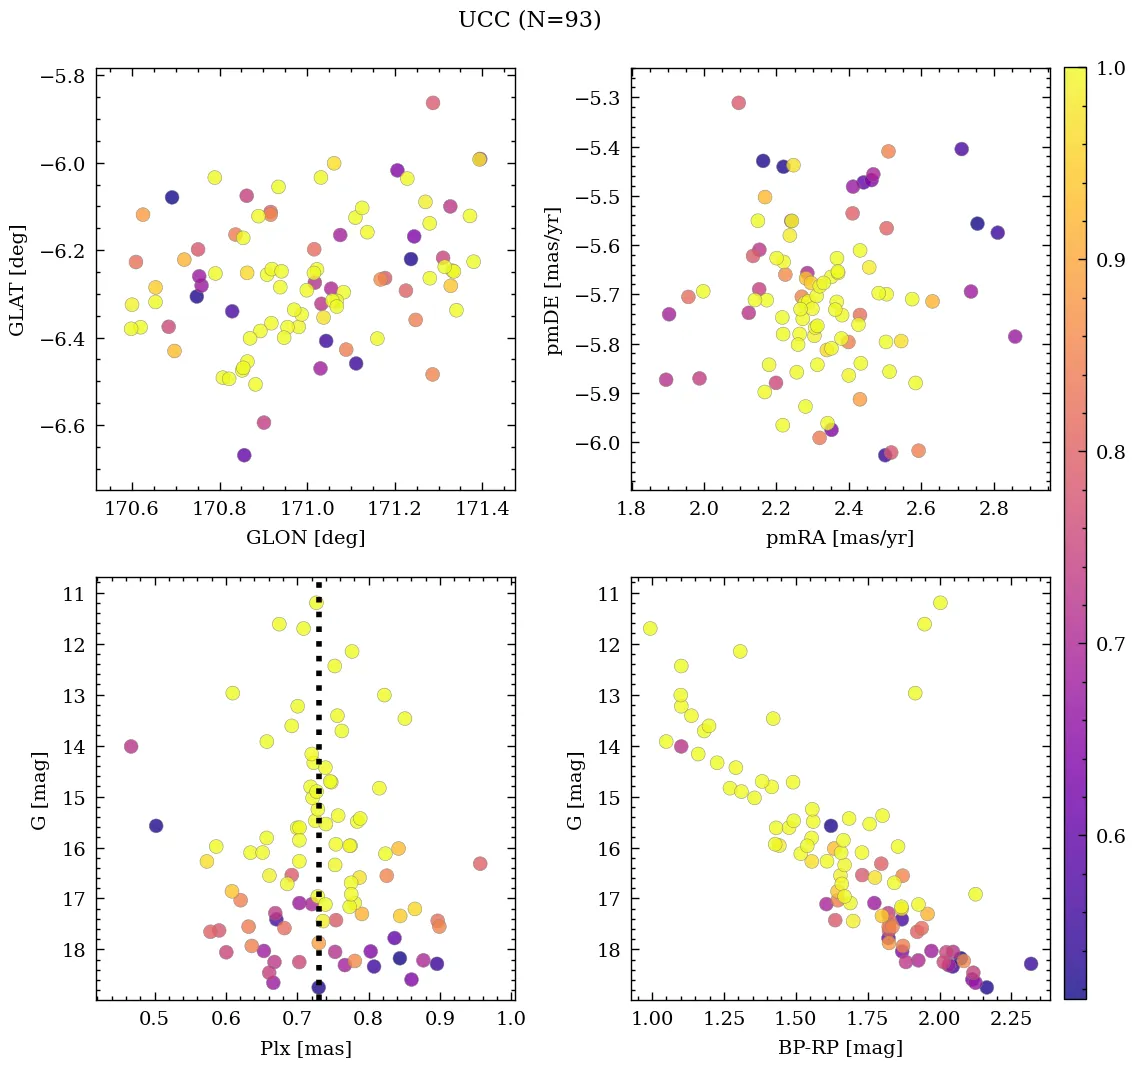 UCC (N=93)
−5.8
−6.0
−6.2
−6.4
−6.6
GLAT [deg]
170.6 170.8 171.0 171.2 171.4
GLON [deg]
−5.3
−5.4
−5.5
−5.6
−5.7
−5.8
−5.9
−6.0
pmDE [mas/yr]
1.8 2.0 2.2 2.4 2.6 2.8
pmRA [mas/yr]
1.0
0.9
0.8
0.7
0.6
11
12
13
14
15
16
17
18
G [mag]
0.5 0.6 0.7 0.8 0.9 1.0
Plx [mas]
11
12
13
14
15
16
17
18
G [mag]
1.00 1.25 1.50 1.75 2.00 2.25
BP-RP [mag]